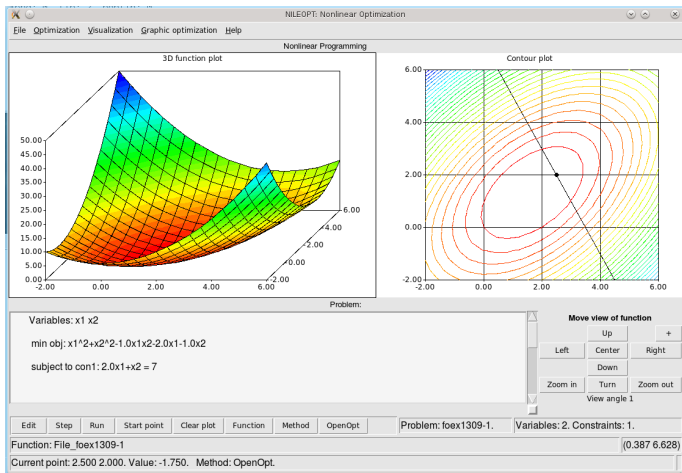 NILEOPT: Nonlinear Optimization
File Optimization Visualization Graphic optimization Help
Nonlinear Programming
3D function plot
50.00
45.00
40.00
35.00
30.00
25.00
20.00
15.00
10.00
5.00
0.00
-2.00 0.00 2.00 4.00 6.00
-2.00
0.00
2.00
4.00
6.00
Contour plot
6.00
4.00
2.00
0.00
-2.00
-2.00 0.00 2.00 4.00 6.00
Problem:
Variables: x1 x2
min obj: x1^2+x2^2-1.0x1x2-2.0x1-1.0x2
subject to con1: 2.0x1+x2 = 7
Move view of function
Up +
Left Center Right
Down
Zoom in Turn Zoom out
View angle 1
Edit Step Run Start point Clear plot Function Method OpenOpt
Problem: foex1309-1. Variables: 2. Constraints: 1.
Function: File_foex1309-1 (0.387 6.628)
Current point: 2.500 2.000. Value: -1.750. Method: OpenOpt.